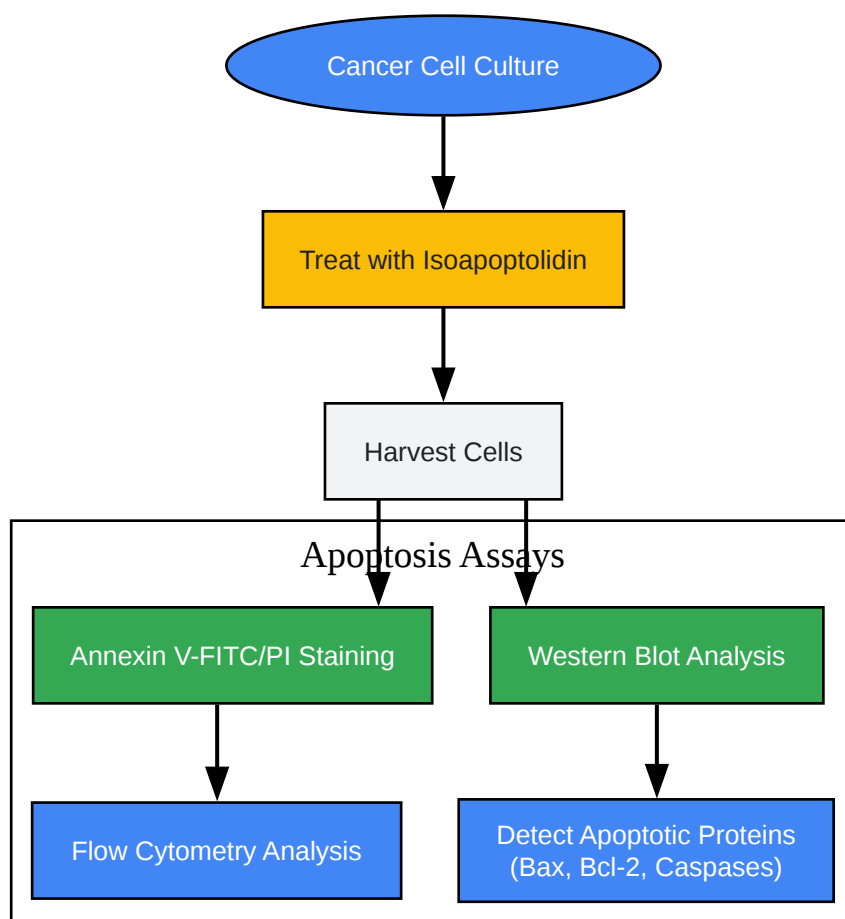 Cancer Cell Culture
Treat with Isoapoptolidin
Harvest Cells
Apoptosis Assays
Annexin V-FITC/PI Staining
Western Blot Analysis
Flow Cytometry Analysis
Detect Apoptotic Proteins
(Bax, Bcl-2, Caspases)